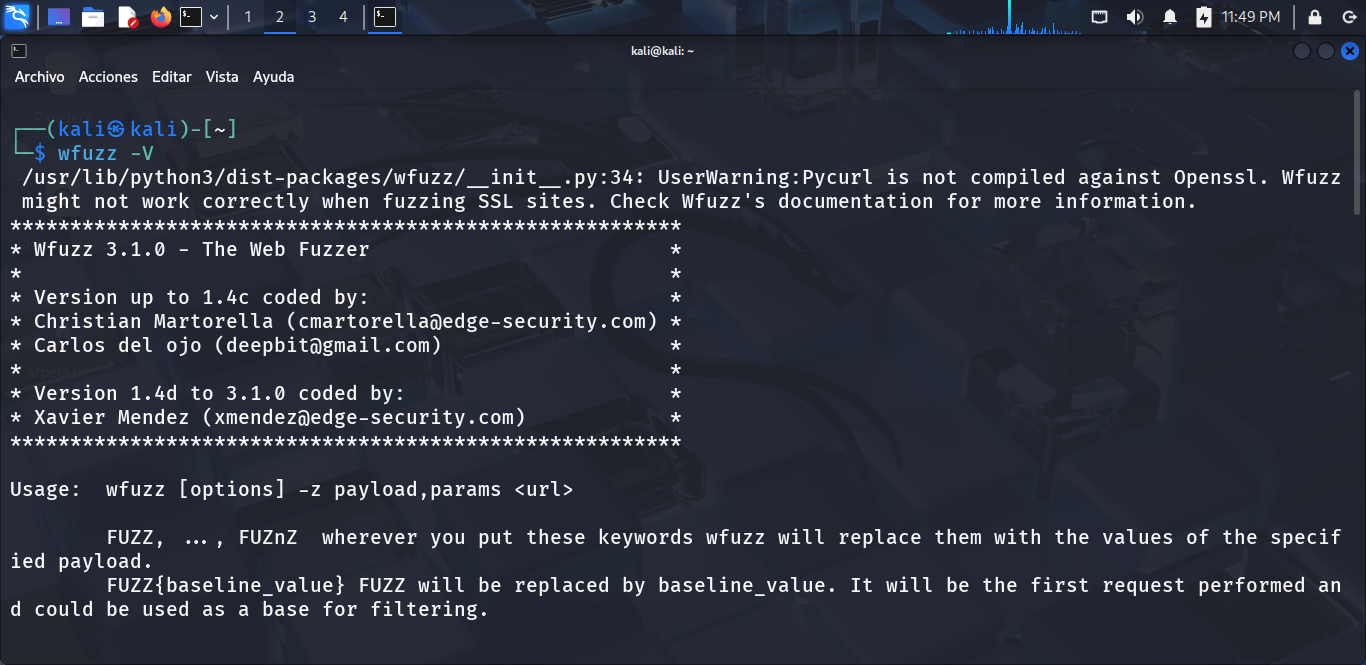 1 2 3 4 11:49 PM
kali@kali: ~
Archivo Acciones Editar Vista Ayuda
┌──(kali㉿kali)-[~]
└─$ wfuzz -V
/usr/lib/python3/dist-packages/wfuzz/__init__.py:34: UserWarning:Pycurl is not compiled against Openssl. Wfuzz
might not work correctly when fuzzing SSL sites. Check Wfuzz's documentation for more information.
********************************************************
* Wfuzz 3.1.0 - The Web Fuzzer                         *
*                                                      *
* Version up to 1.4c coded by:                         *
* Christian Martorella (cmartorella@edge-security.com) *
* Carlos del ojo (deepbit@gmail.com)                   *
*                                                      *
* Version 1.4d to 3.1.0 coded by:                      *
* Xavier Mendez (xmendez@edge-security.com)            *
********************************************************
Usage:  wfuzz [options] -z payload,params <url>
        FUZZ, ..., FUZnZ  wherever you put these keywords wfuzz will replace them with the values of the specif
ied payload.
        FUZZ{baseline_value} FUZZ will be replaced by baseline_value. It will be the first request performed an
d could be used as a base for filtering.